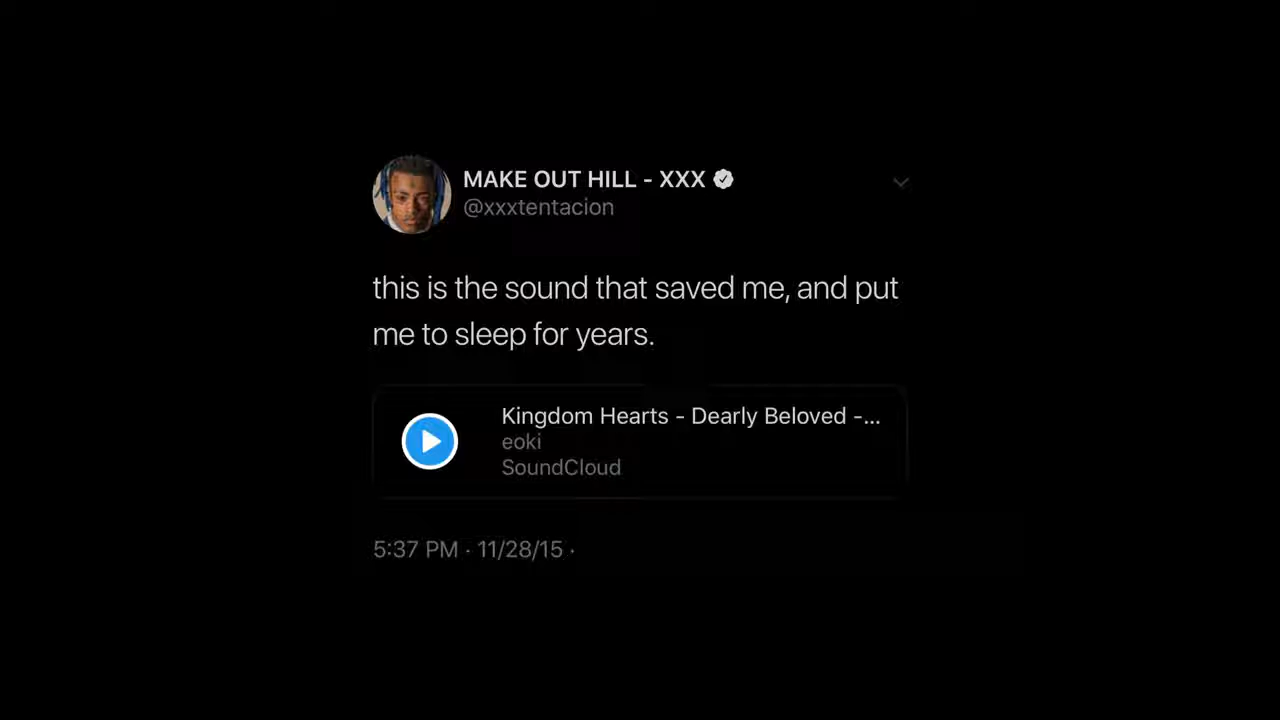 MAKE OUT HILL - XXX
@xxxtentacion
this is the sound that saved me, and put
me to sleep for years.
Kingdom Hearts - Dearly Beloved -...
eoki
SoundCloud
5:37 PM · 11/28/15 ·